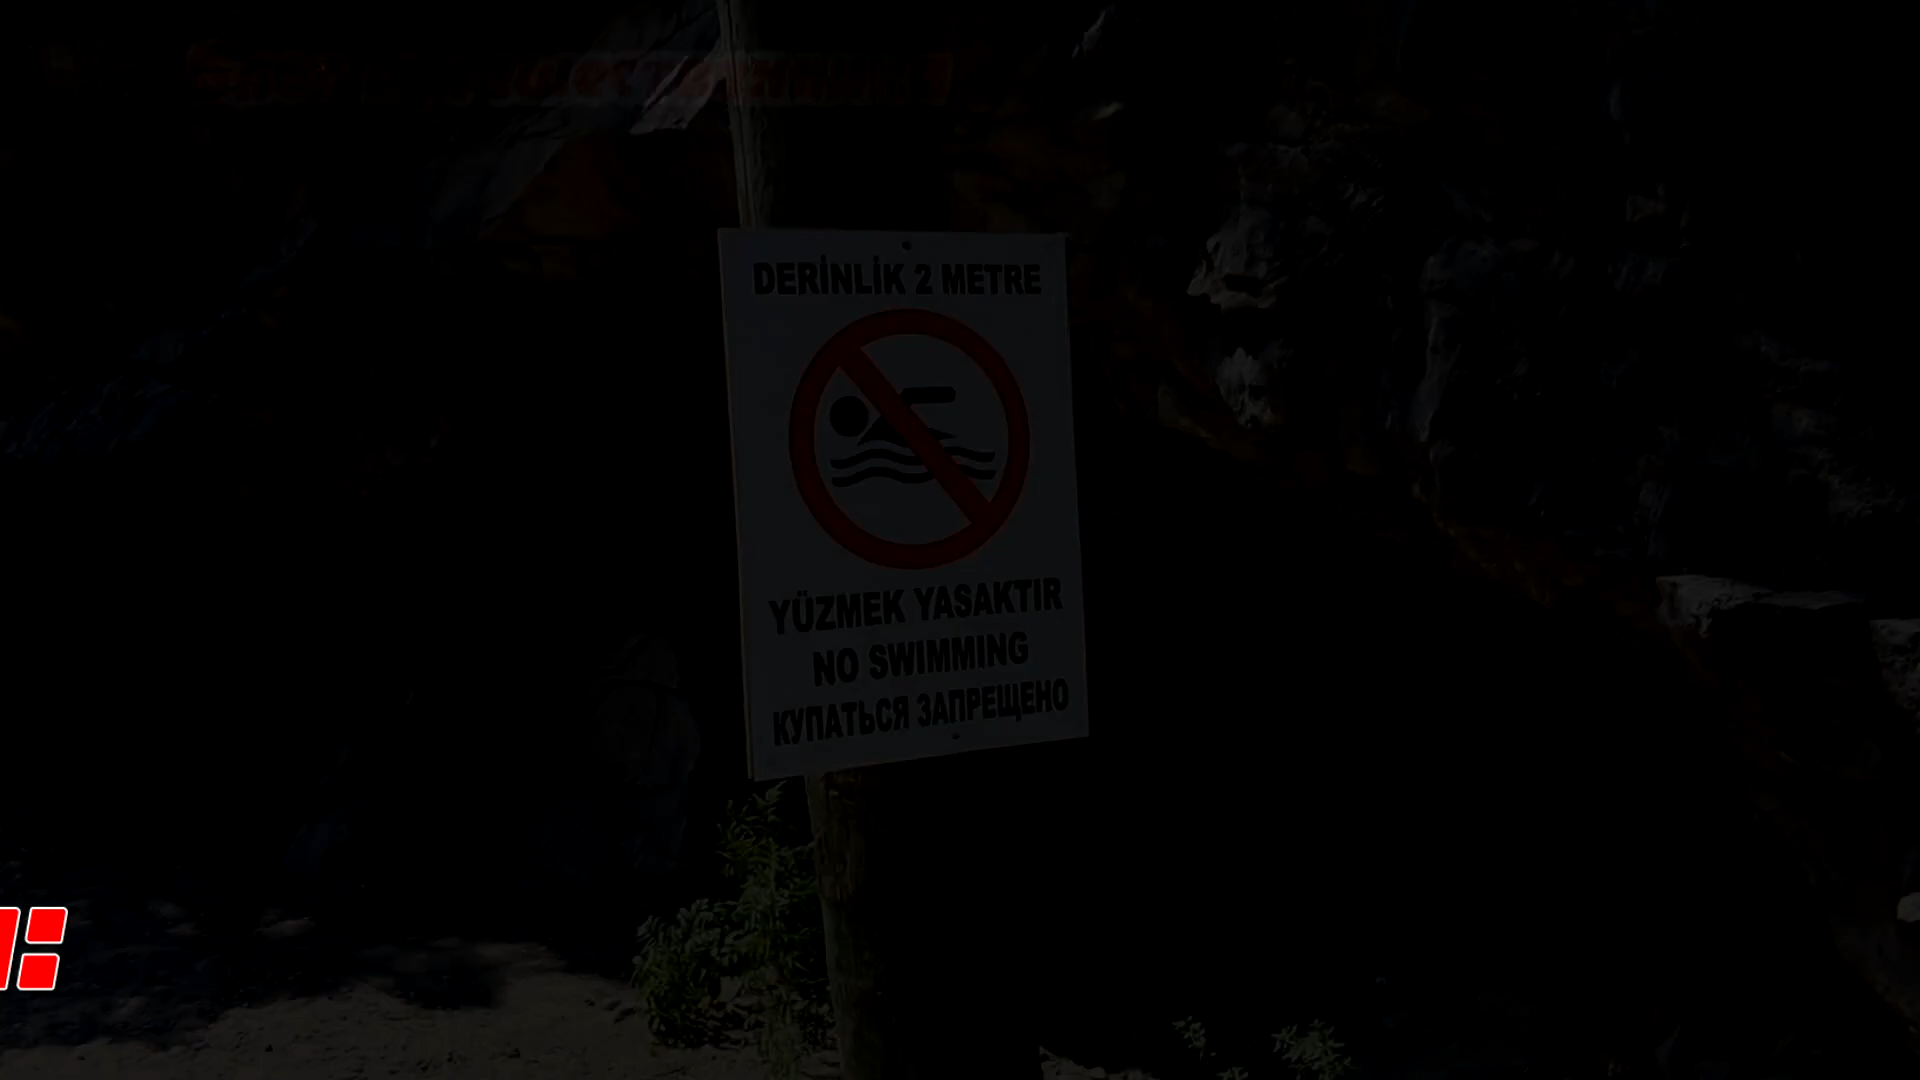 DERİNLİK 2 METRE
YÜZMEK YASAKTIR
NO SWIMMING
КУПАТЬСЯ ЗАПРЕЩЕНО